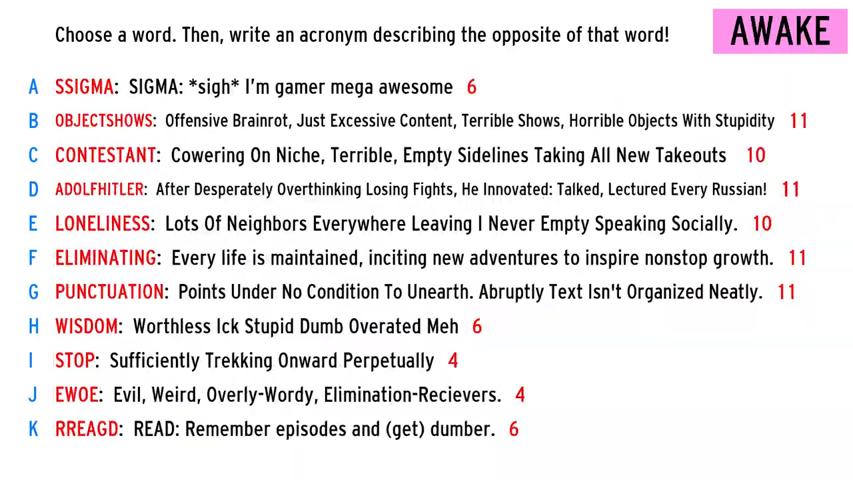 Choose a word. Then, write an acronym describing the opposite of that word!
AWAKE
A SSIGMA: SIGMA: *sigh* I'm gamer mega awesome 6
B OBJECTSHOWS: Offensive Brainrot, Just Excessive Content, Terrible Shows, Horrible Objects With Stupidity 11
C CONTESTANT: Cowering On Niche, Terrible, Empty Sidelines Taking All New Takeouts 10
D ADOLFHITLER: After Desperately Overthinking Losing Fights, He Innovated: Talked, Lectured Every Russian! 11
E LONELINESS: Lots Of Neighbors Everywhere Leaving I Never Empty Speaking Socially. 10
F ELIMINATING: Every life is maintained, inciting new adventures to inspire nonstop growth. 11
G PUNCTUATION: Points Under No Condition To Unearth. Abruptly Text Isn't Organized Neatly. 11
H WISDOM: Worthless Ick Stupid Dumb Overated Meh 6
I STOP: Sufficiently Trekking Onward Perpetually 4
J EWOE: Evil, Weird, Overly-Wordy, Elimination-Recievers. 4
K RREAGD: READ: Remember episodes and (get) dumber. 6